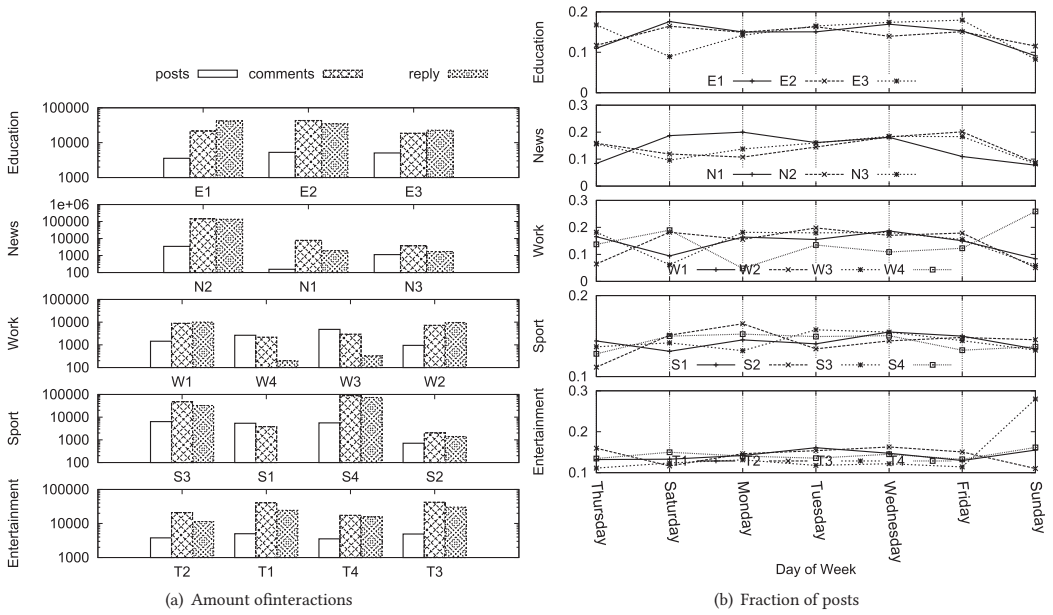 posts comments reply
Education
100000
10000
1000
E1 E2 E3
News
1e+06
100000
10000
1000
100
N2 N1 N3
Work
100000
10000
1000
100
W1 W4 W3 W2
Sport
100000
10000
1000
100
S3 S1 S4 S2
Entertainment
100000
10000
1000
T2 T1 T4 T3
(a) Amount ofinteractions
Education
0.2
0.1
0
E1 E2 E3
News
0.3
0.2
0.1
0
N1 N2 N3
Work
0.3
0.2
0.1
0
W1 W2 W3 W4
Sport
0.2
0.1
S1 S2 S3 S4
Entertainment
0.3
0.2
0.1
T1 T2 T3 T4
Thursday
Saturday
Monday
Tuesday
Wednesday
Friday
Sunday
Day of Week
(b) Fraction of posts